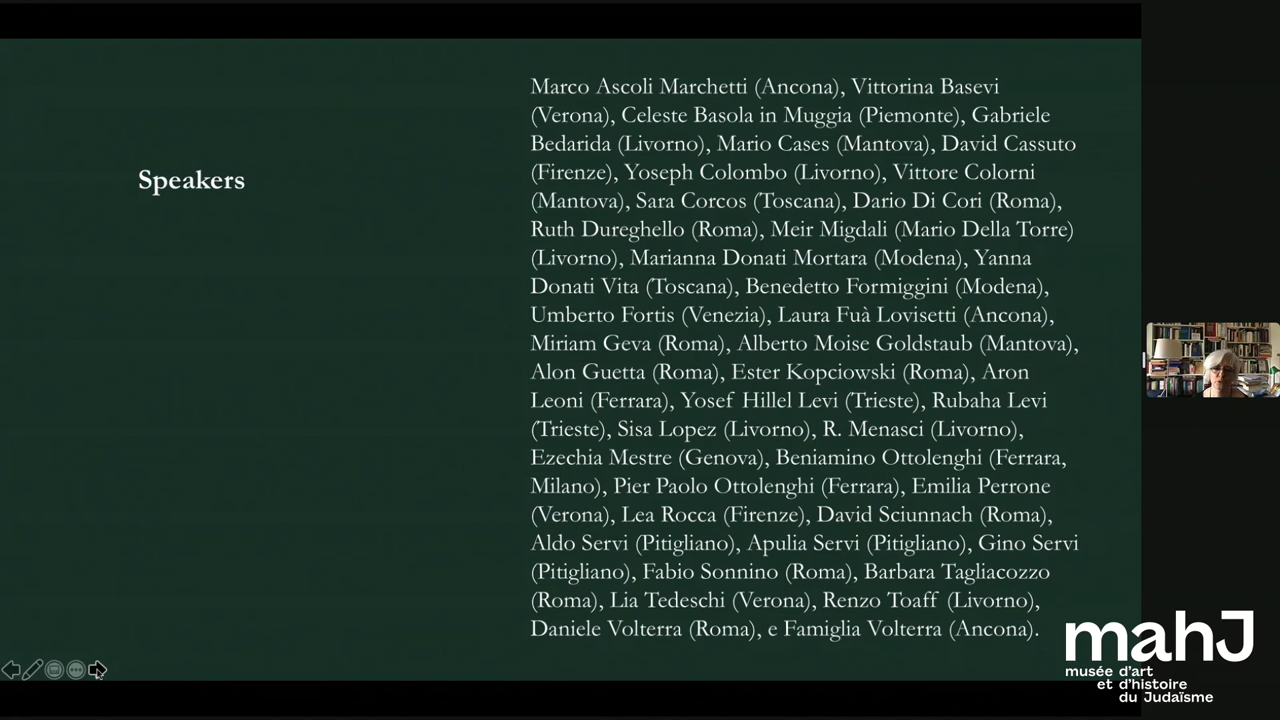 Speakers
Marco Ascoli Marchetti (Ancona), Vittorina Basevi
(Verona), Celeste Basola in Muggia (Piemonte), Gabriele
Bedarida (Livorno), Mario Cases (Mantova), David Cassuto
(Firenze), Yoseph Colombo (Livorno), Vittore Colorni
(Mantova), Sara Corcos (Toscana), Dario Di Cori (Roma),
Ruth Dureghello (Roma), Meir Migdali (Mario Della Torre)
(Livorno), Marianna Donati Mortara (Modena), Yanna
Donati Vita (Toscana), Benedetto Formiggini (Modena),
Umberto Fortis (Venezia), Laura Fuà Lovisetti (Ancona),
Miriam Geva (Roma), Alberto Moise Goldstaub (Mantova),
Alon Guetta (Roma), Ester Kopciowski (Roma), Aron
Leoni (Ferrara), Yosef Hillel Levi (Trieste), Rubaha Levi
(Trieste), Sisa Lopez (Livorno), R. Menasci (Livorno),
Ezechia Mestre (Genova), Beniamino Ottolenghi (Ferrara,
Milano), Pier Paolo Ottolenghi (Ferrara), Emilia Perrone
(Verona), Lea Rocca (Firenze), David Sciunnach (Roma),
Aldo Servi (Pitigliano), Apulia Servi (Pitigliano), Gino Servi
(Pitigliano), Fabio Sonnino (Roma), Barbara Tagliacozzo
(Roma), Lia Tedeschi (Verona), Renzo Toaff (Livorno),
Daniele Volterra (Roma), e Famiglia Volterra (Ancona).
mahJ
musée d'art
et d'histoire
du Judaïsme